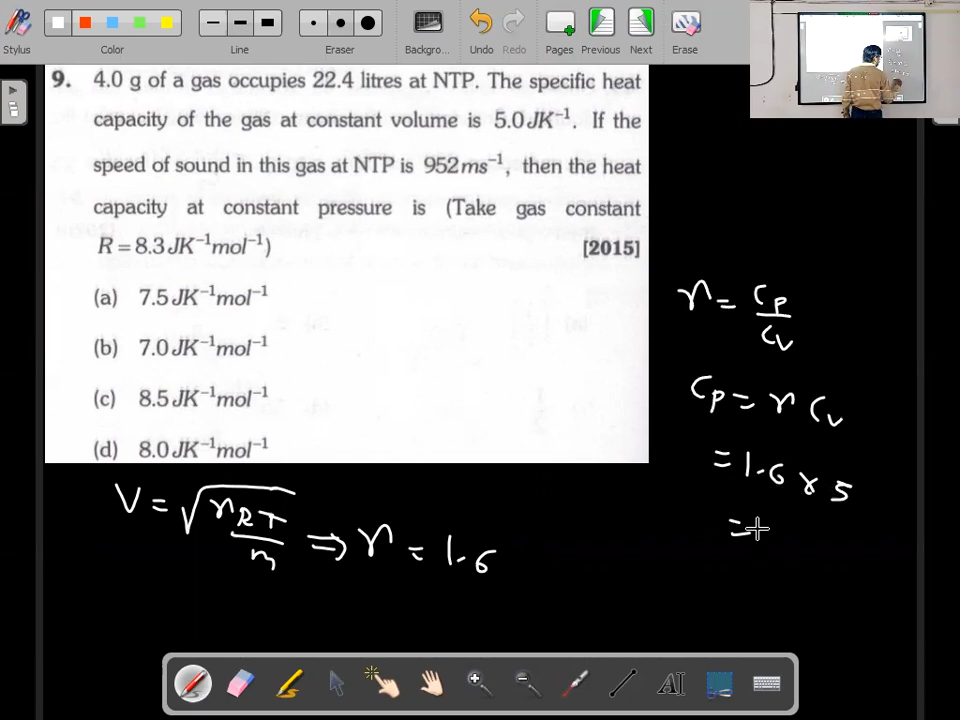 Stylus Color Line Eraser Backgro... Undo Redo Pages Previous Next Erase
9. 4.0 g of a gas occupies 22.4 litres at NTP. The specific heat
capacity of the gas at constant volume is 5.0 JK⁻¹. If the
speed of sound in this gas at NTP is 952 ms⁻¹, then the heat
capacity at constant pressure is (Take gas constant
R = 8.3 JK⁻¹mol⁻¹) [2015]
(a) 7.5 JK⁻¹mol⁻¹
(b) 7.0 JK⁻¹mol⁻¹
(c) 8.5 JK⁻¹mol⁻¹
(d) 8.0 JK⁻¹mol⁻¹
V = √(γRT/m) ⇒ γ = 1.6
γ = Cp/Cv
Cp = γ Cv
= 1.6 × 5
=
AI